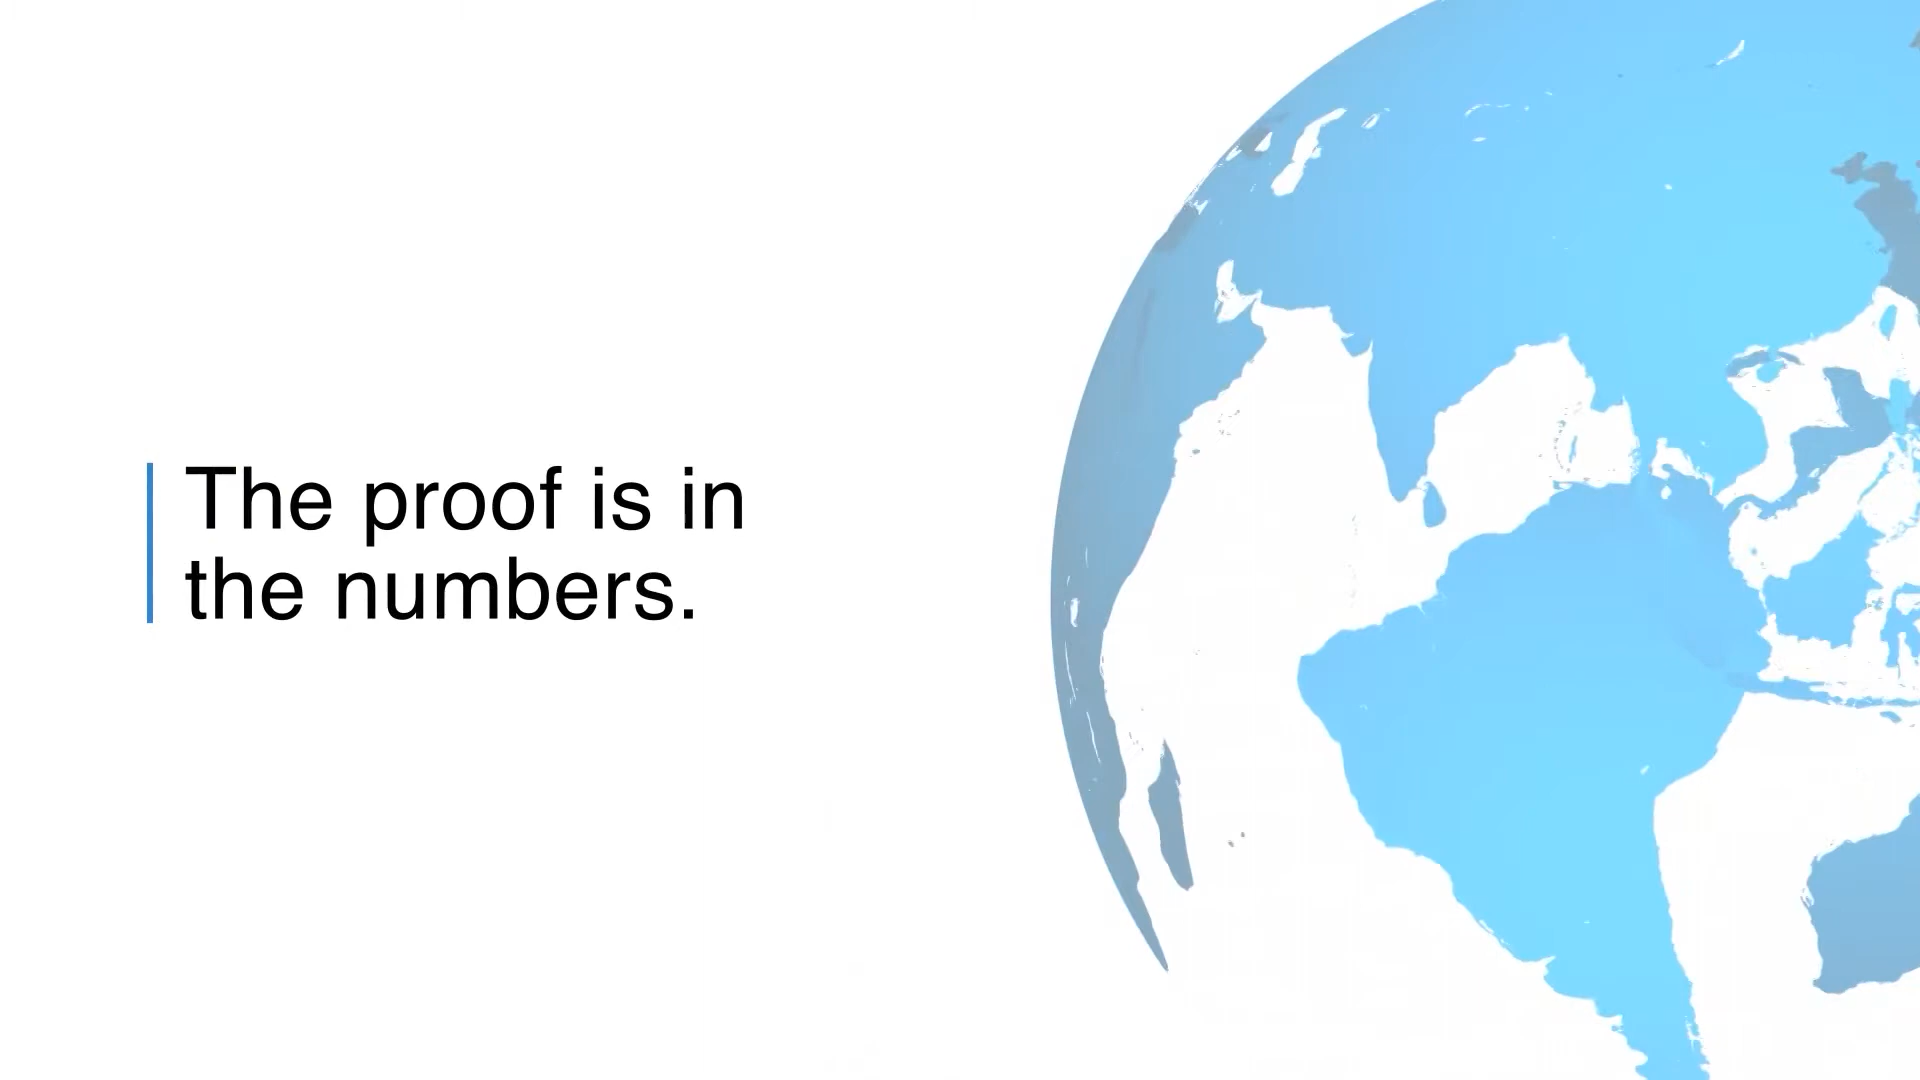 The proof is in
the numbers.